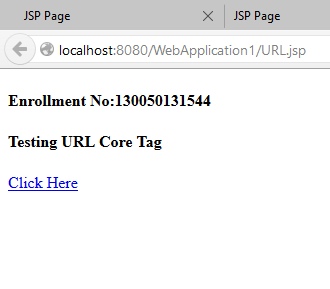 JSP Page
JSP Page
localhost:8080/WebApplication1/URL.jsp
Enrollment No:130050131544
Testing URL Core Tag
Click Here